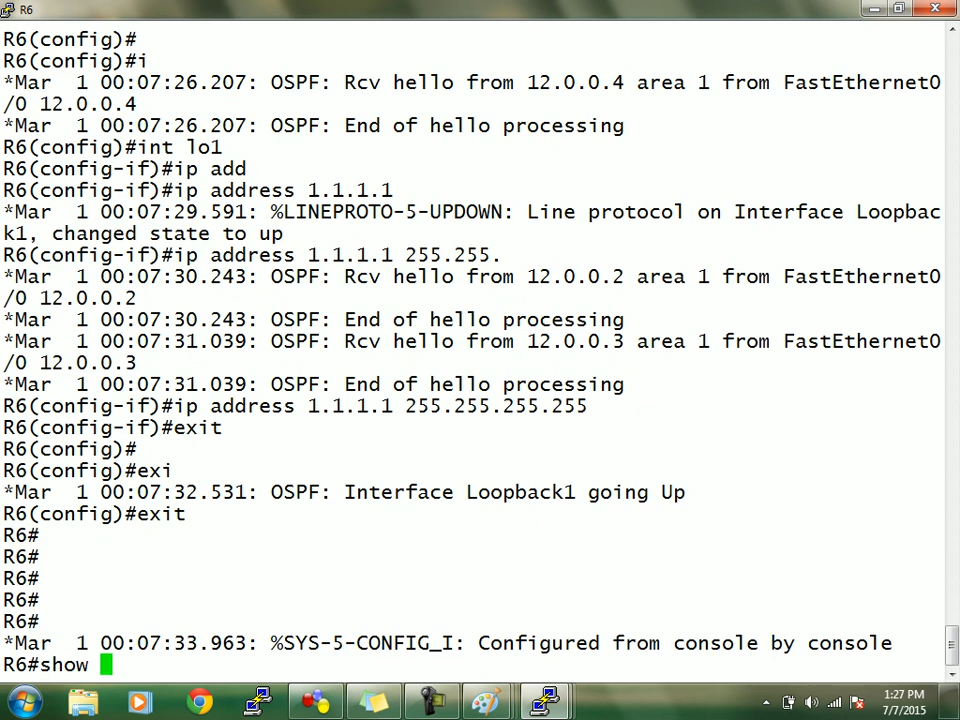 R6
R6(config)#
R6(config)#i
*Mar  1 00:07:26.207: OSPF: Rcv hello from 12.0.0.4 area 1 from FastEthernet0
/0 12.0.0.4
*Mar  1 00:07:26.207: OSPF: End of hello processing
R6(config)#int lo1
R6(config-if)#ip add
R6(config-if)#ip address 1.1.1.1
*Mar  1 00:07:29.591: %LINEPROTO-5-UPDOWN: Line protocol on Interface Loopbac
k1, changed state to up
R6(config-if)#ip address 1.1.1.1 255.255.
*Mar  1 00:07:30.243: OSPF: Rcv hello from 12.0.0.2 area 1 from FastEthernet0
/0 12.0.0.2
*Mar  1 00:07:30.243: OSPF: End of hello processing
*Mar  1 00:07:31.039: OSPF: Rcv hello from 12.0.0.3 area 1 from FastEthernet0
/0 12.0.0.3
*Mar  1 00:07:31.039: OSPF: End of hello processing
R6(config-if)#ip address 1.1.1.1 255.255.255.255
R6(config-if)#exit
R6(config)#
R6(config)#exi
*Mar  1 00:07:32.531: OSPF: Interface Loopback1 going Up
R6(config)#exit
R6#
R6#
R6#
R6#
R6#
*Mar  1 00:07:33.963: %SYS-5-CONFIG_I: Configured from console by console
R6#show
1:27 PM
7/7/2015